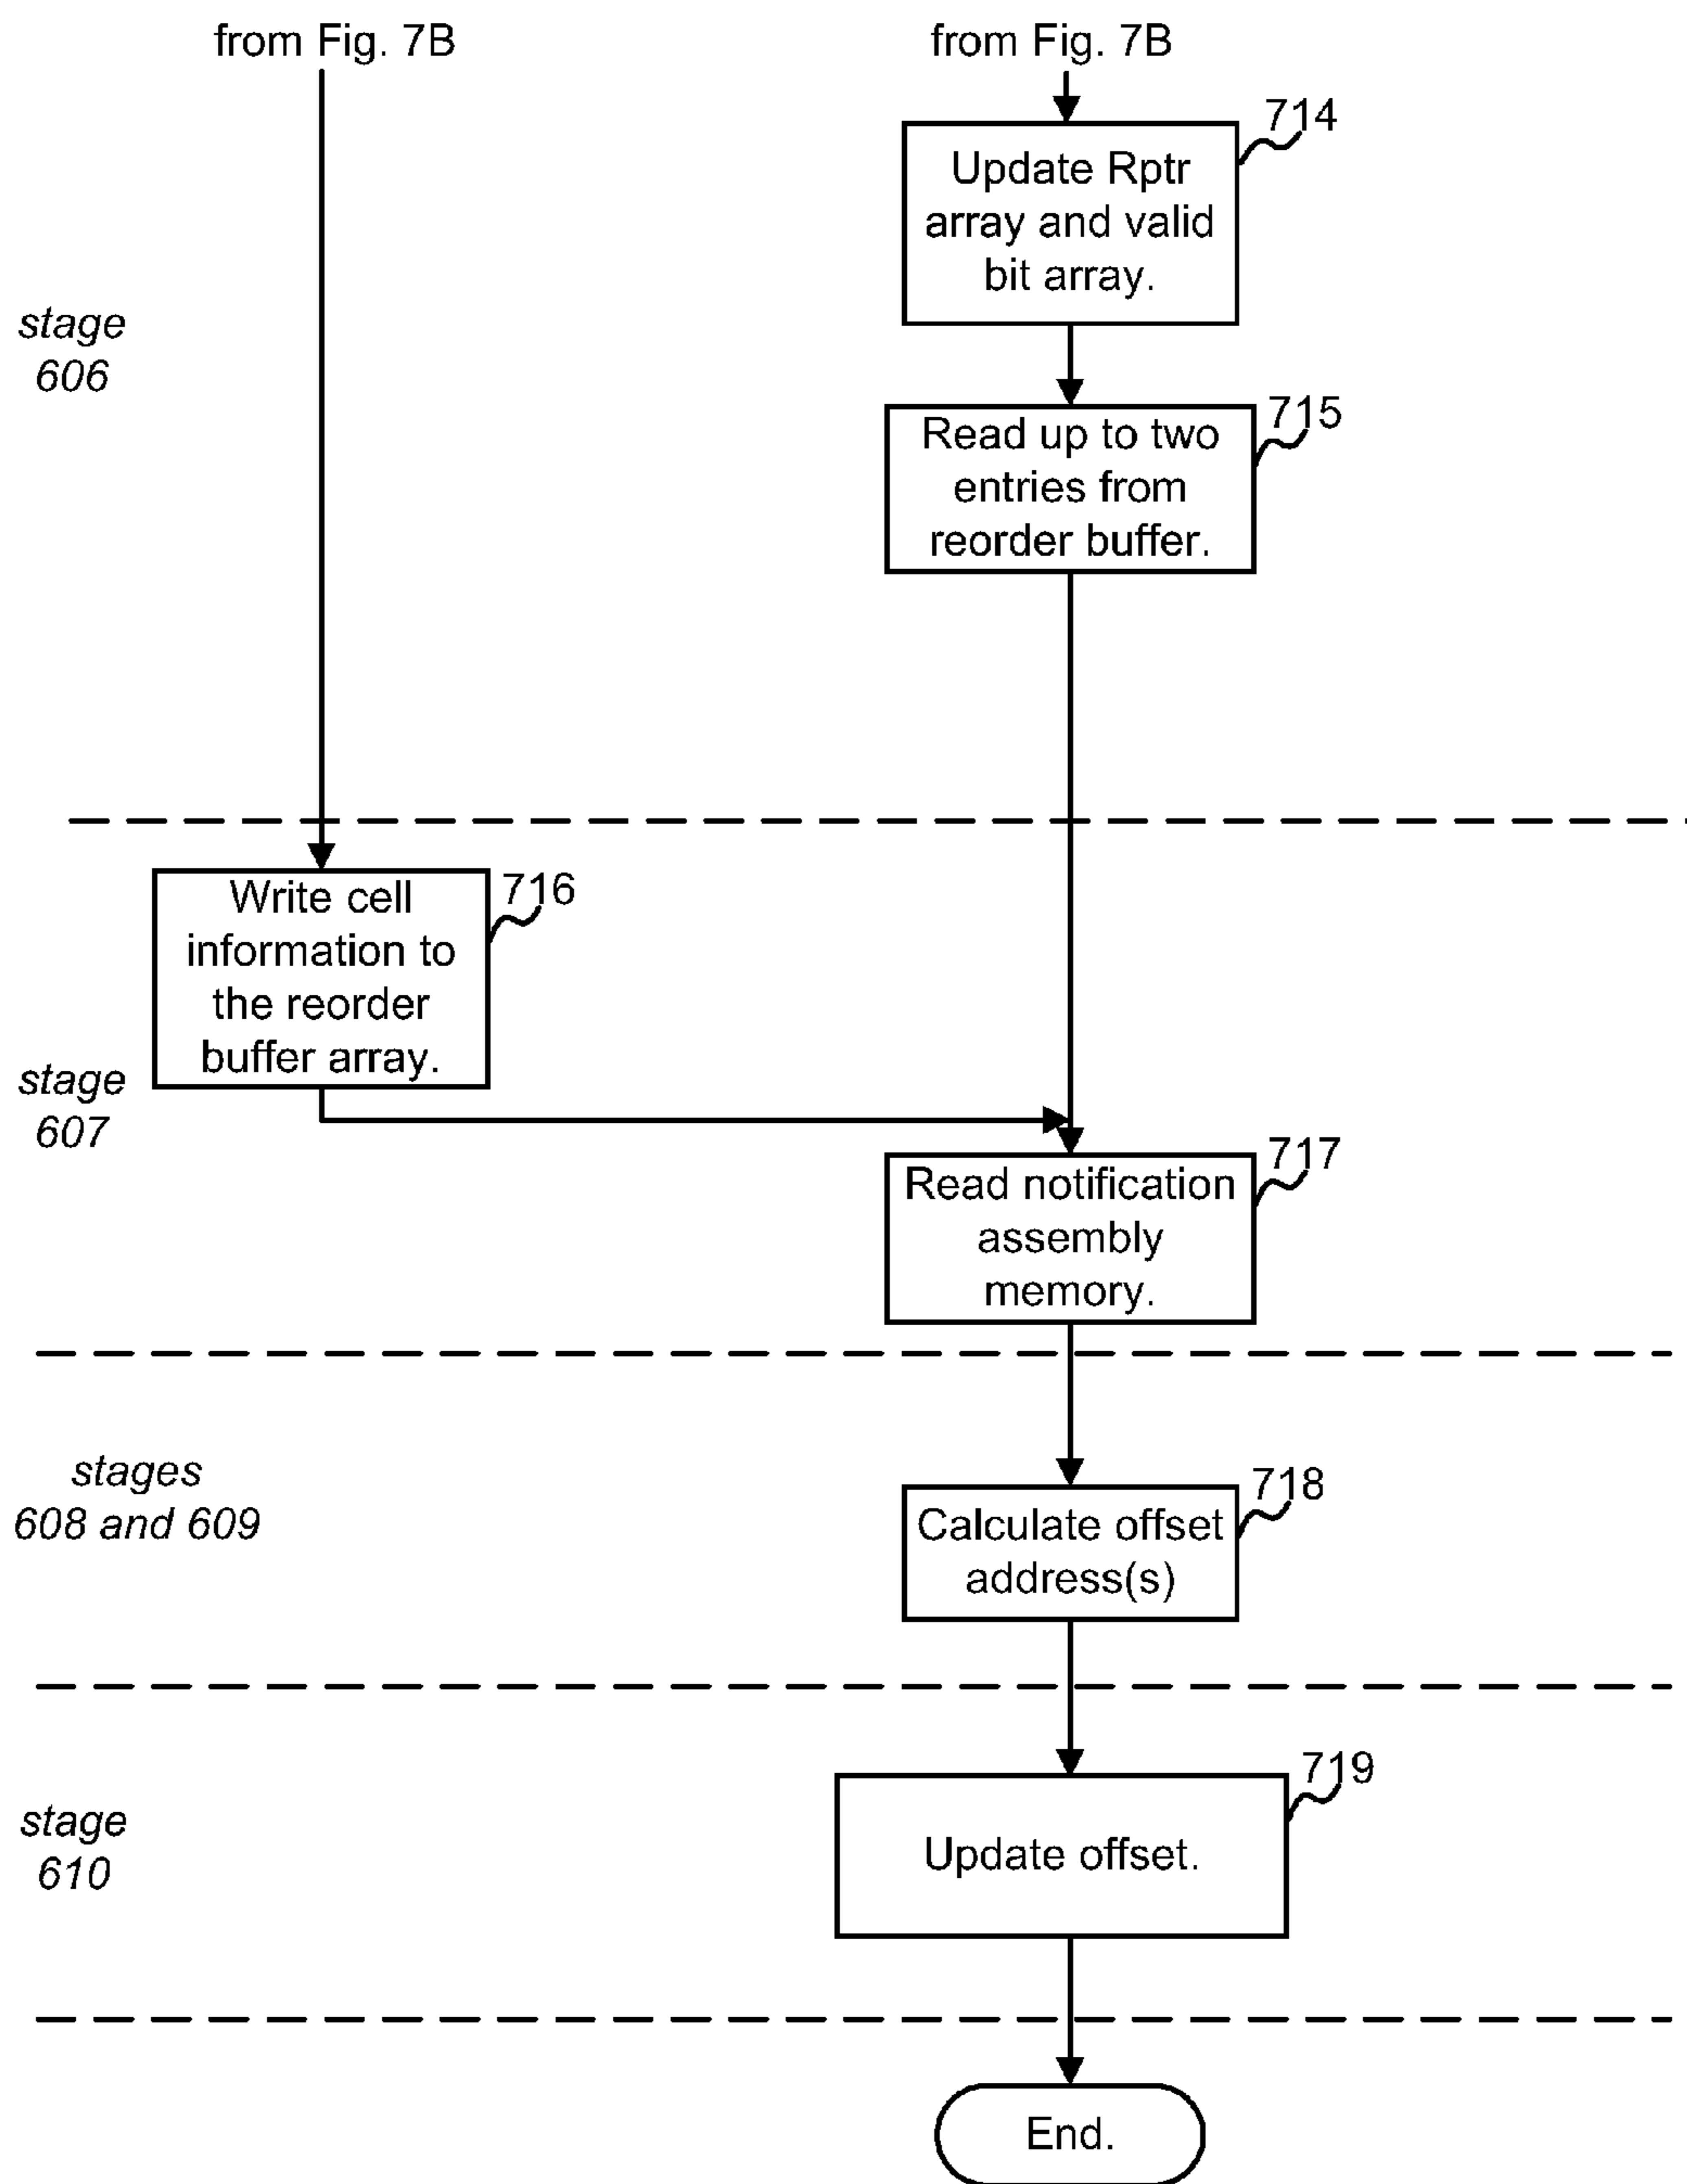 from Fig. 7B
from Fig. 7B
714
Update Rptr
array and valid
bit array.
stage
606
715
Read up to two
entries from
reorder buffer.
716
Write cell
information to
the reorder
buffer array.
stage
607
717
Read notification
assembly
memory.
stages
608 and 609
718
Calculate offset
address(s)
719
stage
610
Update offset.
End.